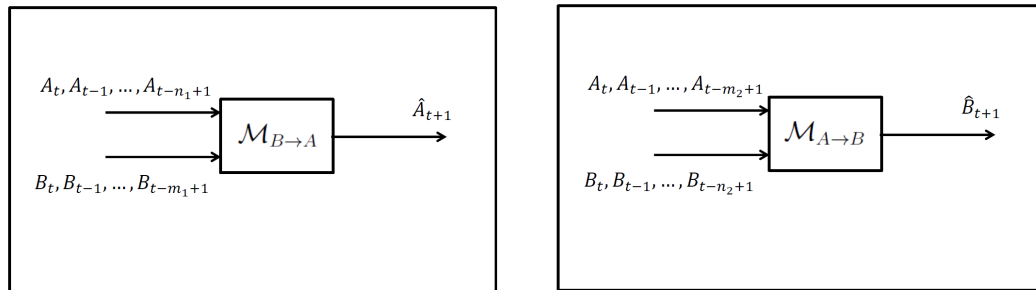 A_t, A_{t-1}, ..., A_{t-n_1+1}
Â_{t+1}
ℳ_{B→A}
B_t, B_{t-1}, ..., B_{t-m_1+1}
A_t, A_{t-1}, ..., A_{t-m_2+1}
B̂_{t+1}
ℳ_{A→B}
B_t, B_{t-1}, ..., B_{t-n_2+1}